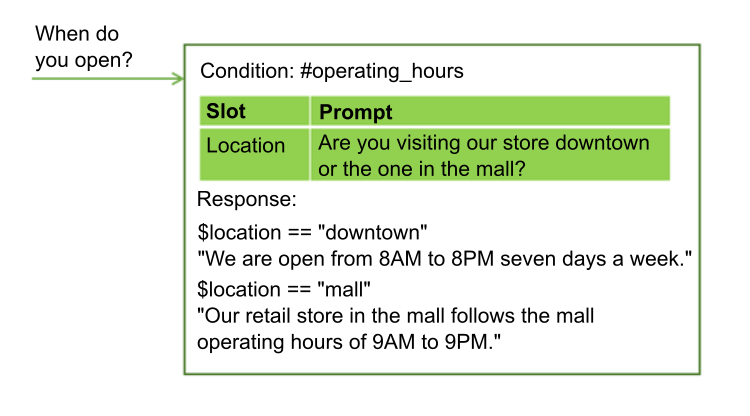 When do
you open?
Condition: #operating_hours
Slot Prompt
Location Are you visiting our store downtown
or the one in the mall?
Response:
$location == "downtown"
"We are open from 8AM to 8PM seven days a week."
$location == "mall"
"Our retail store in the mall follows the mall
operating hours of 9AM to 9PM."